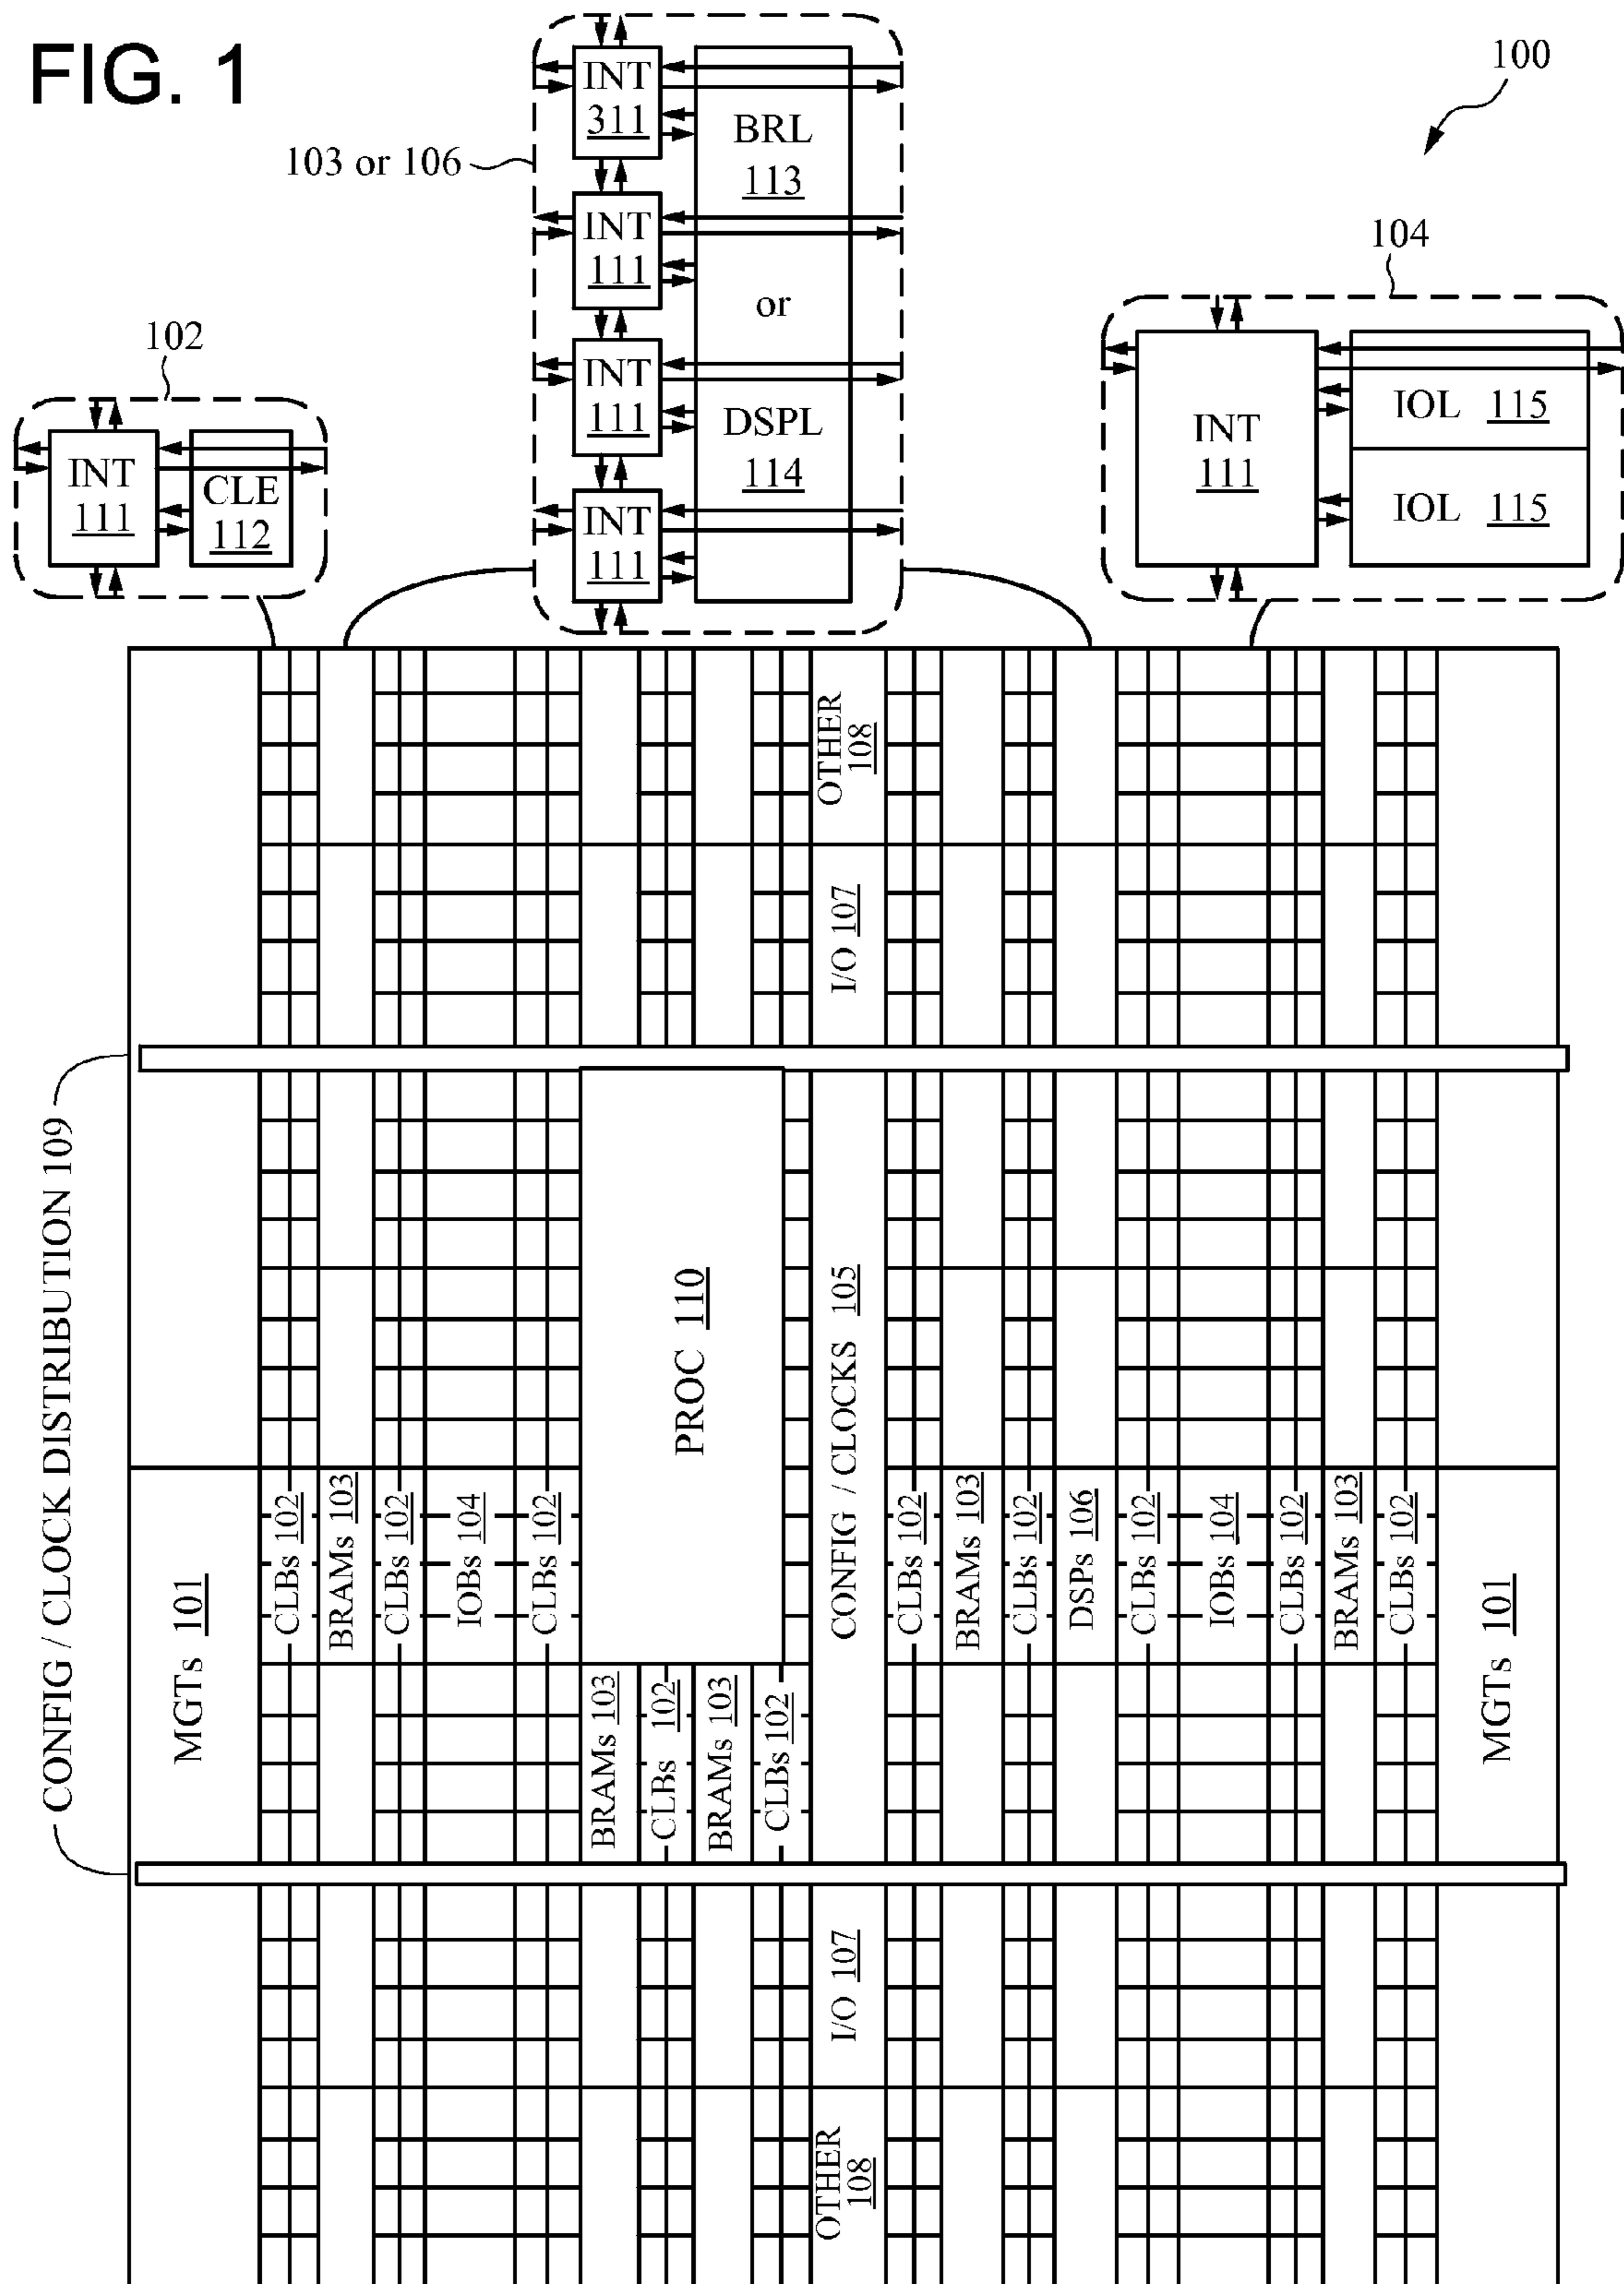 FIG. 1
100
103 or 106
INT
311
BRL
113
INT
111
or
INT
111
DSPL
114
INT
111
102
INT
111
CLE
112
104
INT
111
IOL 115
IOL 115
OTHER
108
I/O 107
CONFIG / CLOCK DISTRIBUTION 109
PROC 110
CONFIG / CLOCKS 105
MGTs 101
CLBs 102
BRAMs 103
CLBs 102
IOBs 104
CLBs 102
BRAMs 103
CLBs 102
BRAMs 103
CLBs 102
CLBs 102
BRAMs 103
CLBs 102
DSPs 106
CLBs 102
IOBs 104
CLBs 102
BRAMs 103
CLBs 102
MGTs 101
I/O 107
OTHER
108